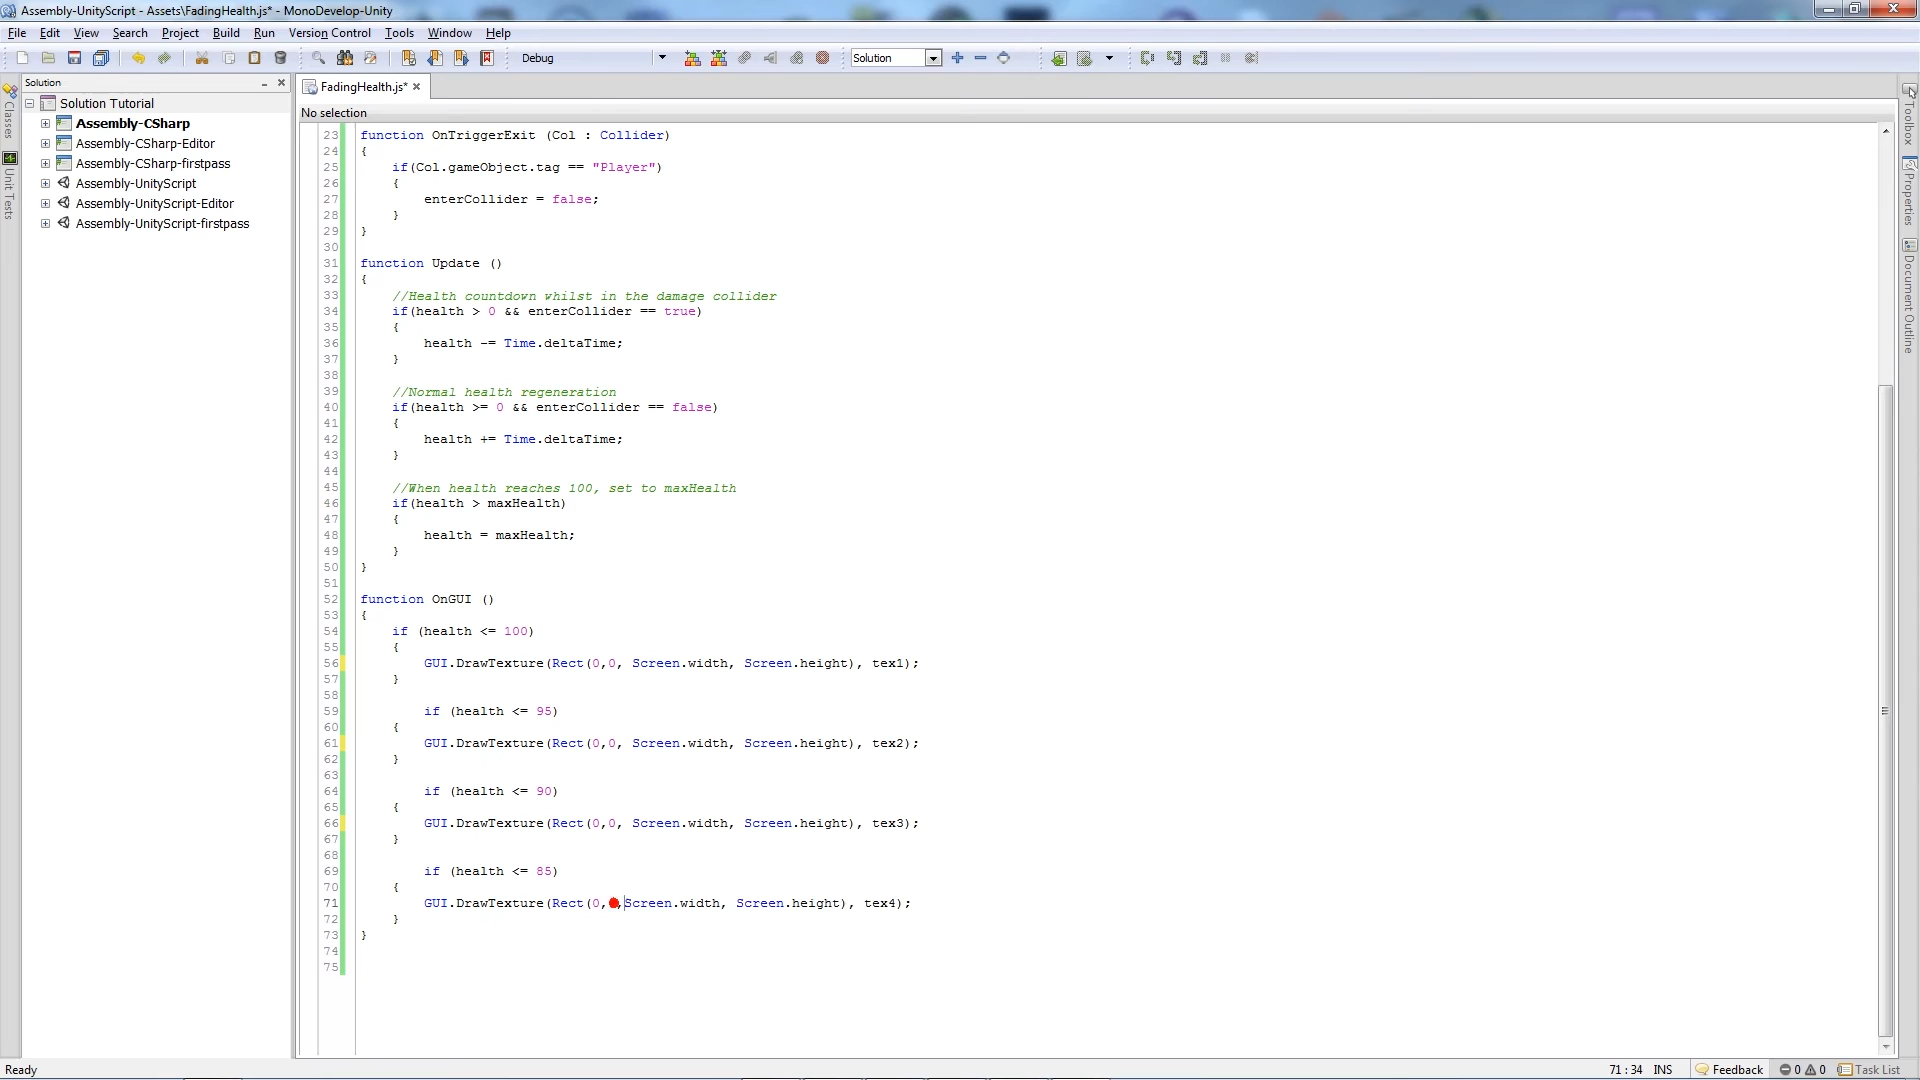 Assembly-UnityScript - Assets\FadingHealth.js* - MonoDevelop-Unity
File Edit View Search Project Build Run Version Control Tools Window Help
Debug Solution
Solution
FadingHealth.js*
No selection
Solution Tutorial
Assembly-CSharp
Assembly-CSharp-Editor
Assembly-CSharp-firstpass
Assembly-UnityScript
Assembly-UnityScript-Editor
Assembly-UnityScript-firstpass
Classes
Unit Tests
23 function OnTriggerExit (Col : Collider)
24 {
25 if(Col.gameObject.tag == "Player")
26 {
27 enterCollider = false;
28 }
29 }
30
31 function Update ()
32 {
33 //Health countdown whilst in the damage collider
34 if(health > 0 && enterCollider == true)
35 {
36 health -= Time.deltaTime;
37 }
38
39 //Normal health regeneration
40 if(health >= 0 && enterCollider == false)
41 {
42 health += Time.deltaTime;
43 }
44
45 //When health reaches 100, set to maxHealth
46 if(health > maxHealth)
47 {
48 health = maxHealth;
49 }
50 }
51
52 function OnGUI ()
53 {
54 if (health <= 100)
55 {
56 GUI.DrawTexture(Rect(0,0, Screen.width, Screen.height), tex1);
57 }
58
59 if (health <= 95)
60 {
61 GUI.DrawTexture(Rect(0,0, Screen.width, Screen.height), tex2);
62 }
63
64 if (health <= 90)
65 {
66 GUI.DrawTexture(Rect(0,0, Screen.width, Screen.height), tex3);
67 }
68
69 if (health <= 85)
70 {
71 GUI.DrawTexture(Rect(0, ,Screen.width, Screen.height), tex4);
72 }
73 }
74
75
Toolbox
Properties
Document Outline
Ready 71 : 34 INS Feedback 0 0 Task List